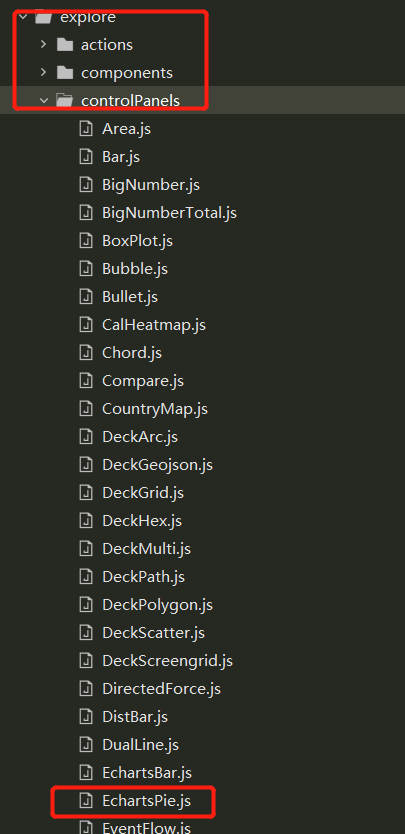 explore
actions
components
controlPanels
Area.js
Bar.js
BigNumber.js
BigNumberTotal.js
BoxPlot.js
Bubble.js
Bullet.js
CalHeatmap.js
Chord.js
Compare.js
CountryMap.js
DeckArc.js
DeckGeojson.js
DeckGrid.js
DeckHex.js
DeckMulti.js
DeckPath.js
DeckPolygon.js
DeckScatter.js
DeckScreengrid.js
DirectedForce.js
DistBar.js
DualLine.js
EchartsBar.js
EchartsPie.js
EventFlow.js